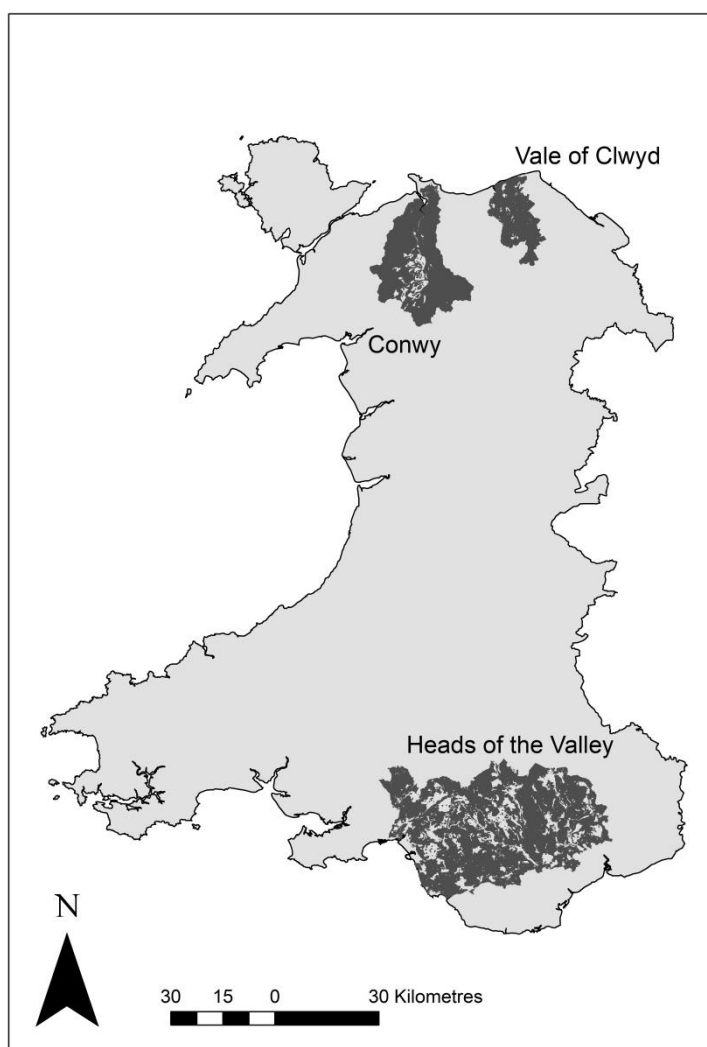 Vale of Clwyd
Conwy
Heads of the Valley
N
30 15 0 30 Kilometres